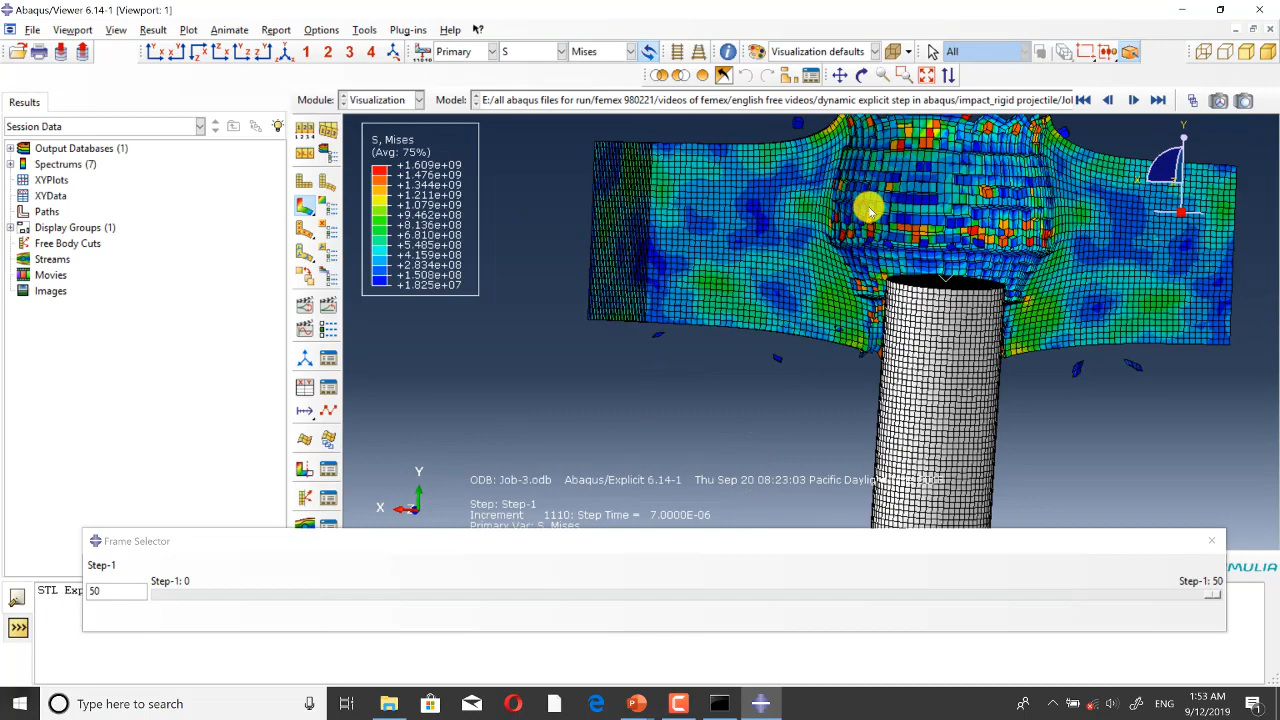 Abaqus/Viewer 6.14-1 [Viewport: 1]
File Viewport View Result Plot Animate Report Options Tools Plug-ins Help
1 2 3 4 Primary S Mises Visualization defaults All
Results Module: Visualization Model: E:/all abaqus files for run/femex 980221/videos of femex/english free videos/dynamic explicit step in abaqus/impact_rigid projectile/Jol
Session Data
Output Databases (1)
Spectrums (7)
XYPlots
XYData
Paths
Display Groups (1)
Free Body Cuts
Streams
Movies
Images
S, Mises
(Avg: 75%)
+1.609e+09
+1.476e+09
+1.344e+09
+1.211e+09
+1.079e+09
+9.462e+08
+8.136e+08
+6.810e+08
+5.485e+08
+4.159e+08
+2.834e+08
+1.508e+08
+1.825e+07
Y
X
Y
X
ODB: Job-3.odb Abaqus/Explicit 6.14-1 Thu Sep 20 08:23:03 Pacific Daylig
Step: Step-1
Increment 1110: Step Time = 7.0000E-06
Primary Var: S, Mises
Frame Selector
Step-1
50 Step-1: 0 Step-1: 50
MULIA
STL Exp
>>>
Type here to search
ENG
1:53 AM
9/12/2019